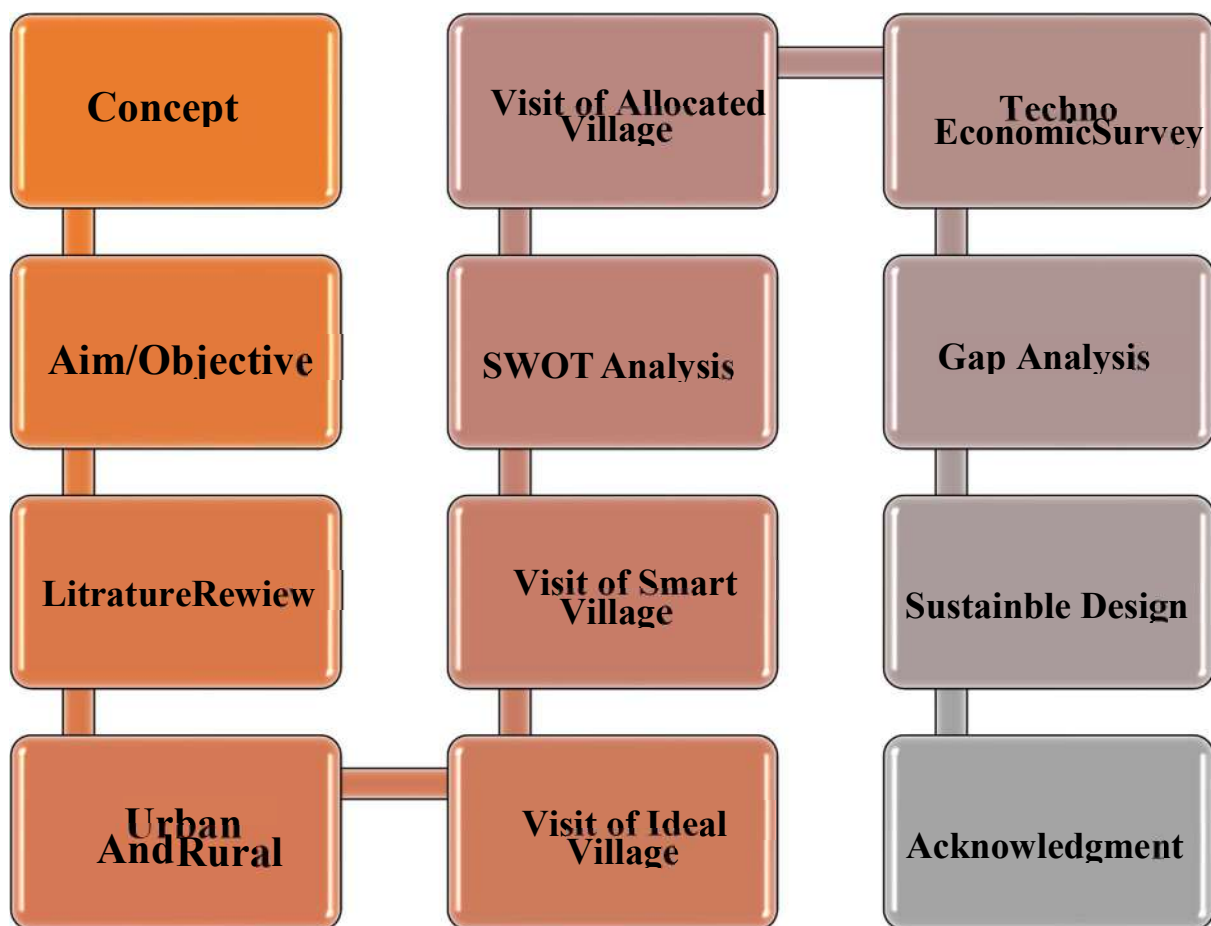 Concept
Aim/Objective
LitratureRewiew
Urban
AndRural
Visit of Ideal
Village
Visit of Smart
Village
SWOT Analysis
Visit of Allocated
Village
Techno
EconomicSurvey
Gap Analysis
Sustainble Design
Acknowledgment